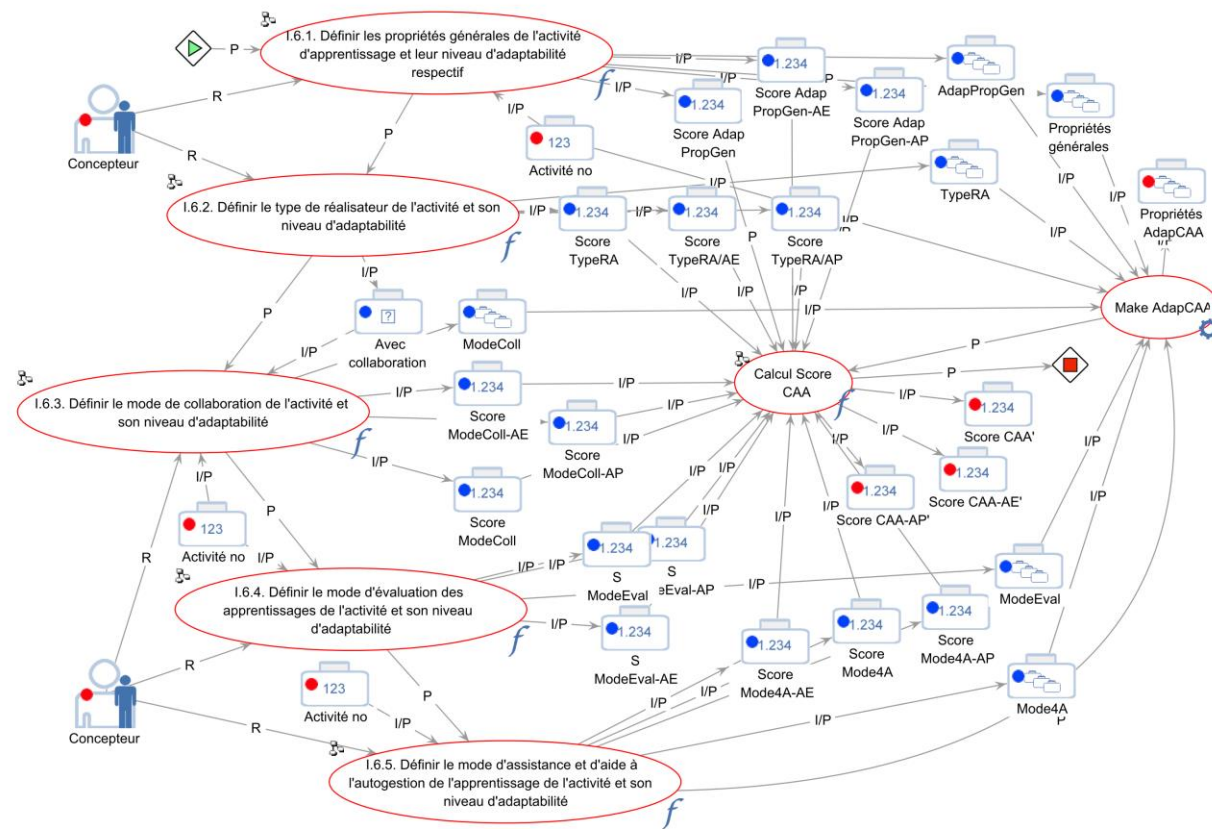 I.6.1. Définir les propriétés générales de l'activité
d'apprentissage et leur niveau d'adaptabilité
respectif
P
R
Concepteur
R
I/P
I/P
I/P
1.234
Score Adap
PropGen-AE
1.234
Score Adap
PropGen
P
1.234
Score Adap
PropGen-AP
I/P
AdapPropGen
I/P
Propriétés
générales
I/P
123
Activité no
P
I.6.2. Définir le type de réalisateur de l'activité et son
niveau d'adaptabilité
I/P
TypeRA
Propriétés
AdapCAA
I/P
1.234
Score
TypeRA
I/P
1.234
Score
TypeRA/AE
I/P
1.234
Score
TypeRA/AP
I/P
I/P
I/P
I/P
I/P
I/P
P
I/P
I/P
I/P
I/P
I/P
Make AdapCAA
P
?
Avec
collaboration
I/P
ModeColl
I/P
I/P
P
P
Calcul Score
CAA
I.6.3. Définir le mode de collaboration de l'activité et
son niveau d'adaptabilité
I/P
1.234
Score
ModeColl-AE
I/P
1.234
Score
ModeColl-AP
I/P
I/P
I/P
1.234
Score
ModeColl
I/P
1.234
Score CAA'
I/P
1.234
Score CAA-AE'
I/P
1.234
Score CAA-AP'
I/P
I/P
I/P
I/P
I/P
I/P
I/P
123
Activité no
P
I/P
R
I.6.4. Définir le mode d'évaluation des
apprentissages de l'activité et son niveau
d'adaptabilité
I/P
I/P
1.234
S
ModeEval
1.234
S
eEval-AP
I/P
ModeEval
I/P
1.234
S
ModeEval-AE
R
Concepteur
R
123
Activité no
I/P
P
I/P
I/P
I/P
1.234
Score
Mode4A-AE
1.234
Score
Mode4A
1.234
Score
Mode4A-AP
I/P
Mode4A
P
I.6.5. Définir le mode d'assistance et d'aide à
l'autogestion de l'apprentissage de l'activité et son
niveau d'adaptabilité